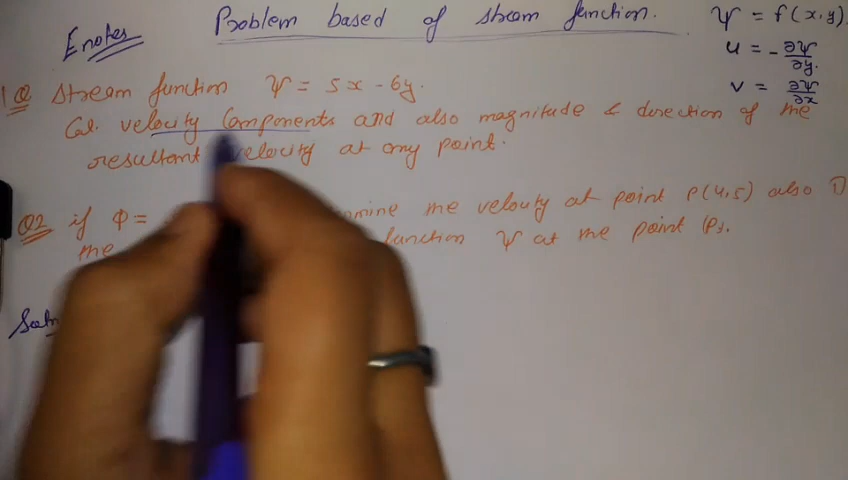 Problem based of stream function.
Enotes
ψ = f(x,y)
u = -∂ψ/∂y
v = ∂ψ/∂x
1Q Stream function ψ = 5x - 6y.
Cal. velocity components and also magnitude & direction of the
resultant velocity at any point.
Q2 if φ= the velouty at point P(4,5) also
the function ψ at the point (P).
Soln